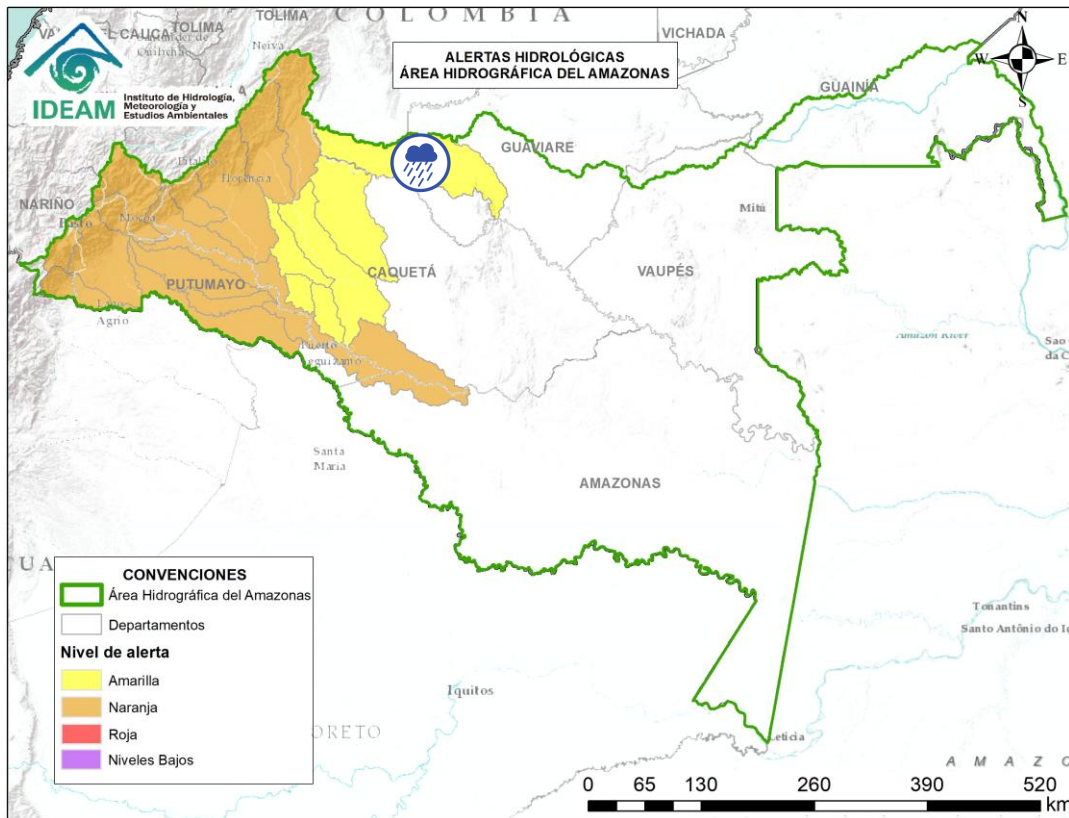 COLOMBIA
TOLIMA
TOLIMA
VICHADA
Neiva
IDEAM
Instituto de Hidrología,
Meteorología y
Estudios Ambientales
ALERTAS HIDROLÓGICAS
ÁREA HIDROGRÁFICA DEL AMAZONAS
N
W
E
S
GUAINÍA
GUAVIARE
NARIÑO
Mitú
CAQUETÁ
VAUPÉS
PUTUMAYO
Agrio
Amazon River
Puerto
Santa
Maria
AMAZONAS
CONVENCIONES
Área Hidrográfica del Amazonas
Departamentos
Nivel de alerta
Amarilla
Naranja
Roja
Niveles Bajos
Tonantins
Santo Antônio do
Iquitos
Leticia
A M A Z O
0 65 130 260 390 520
km